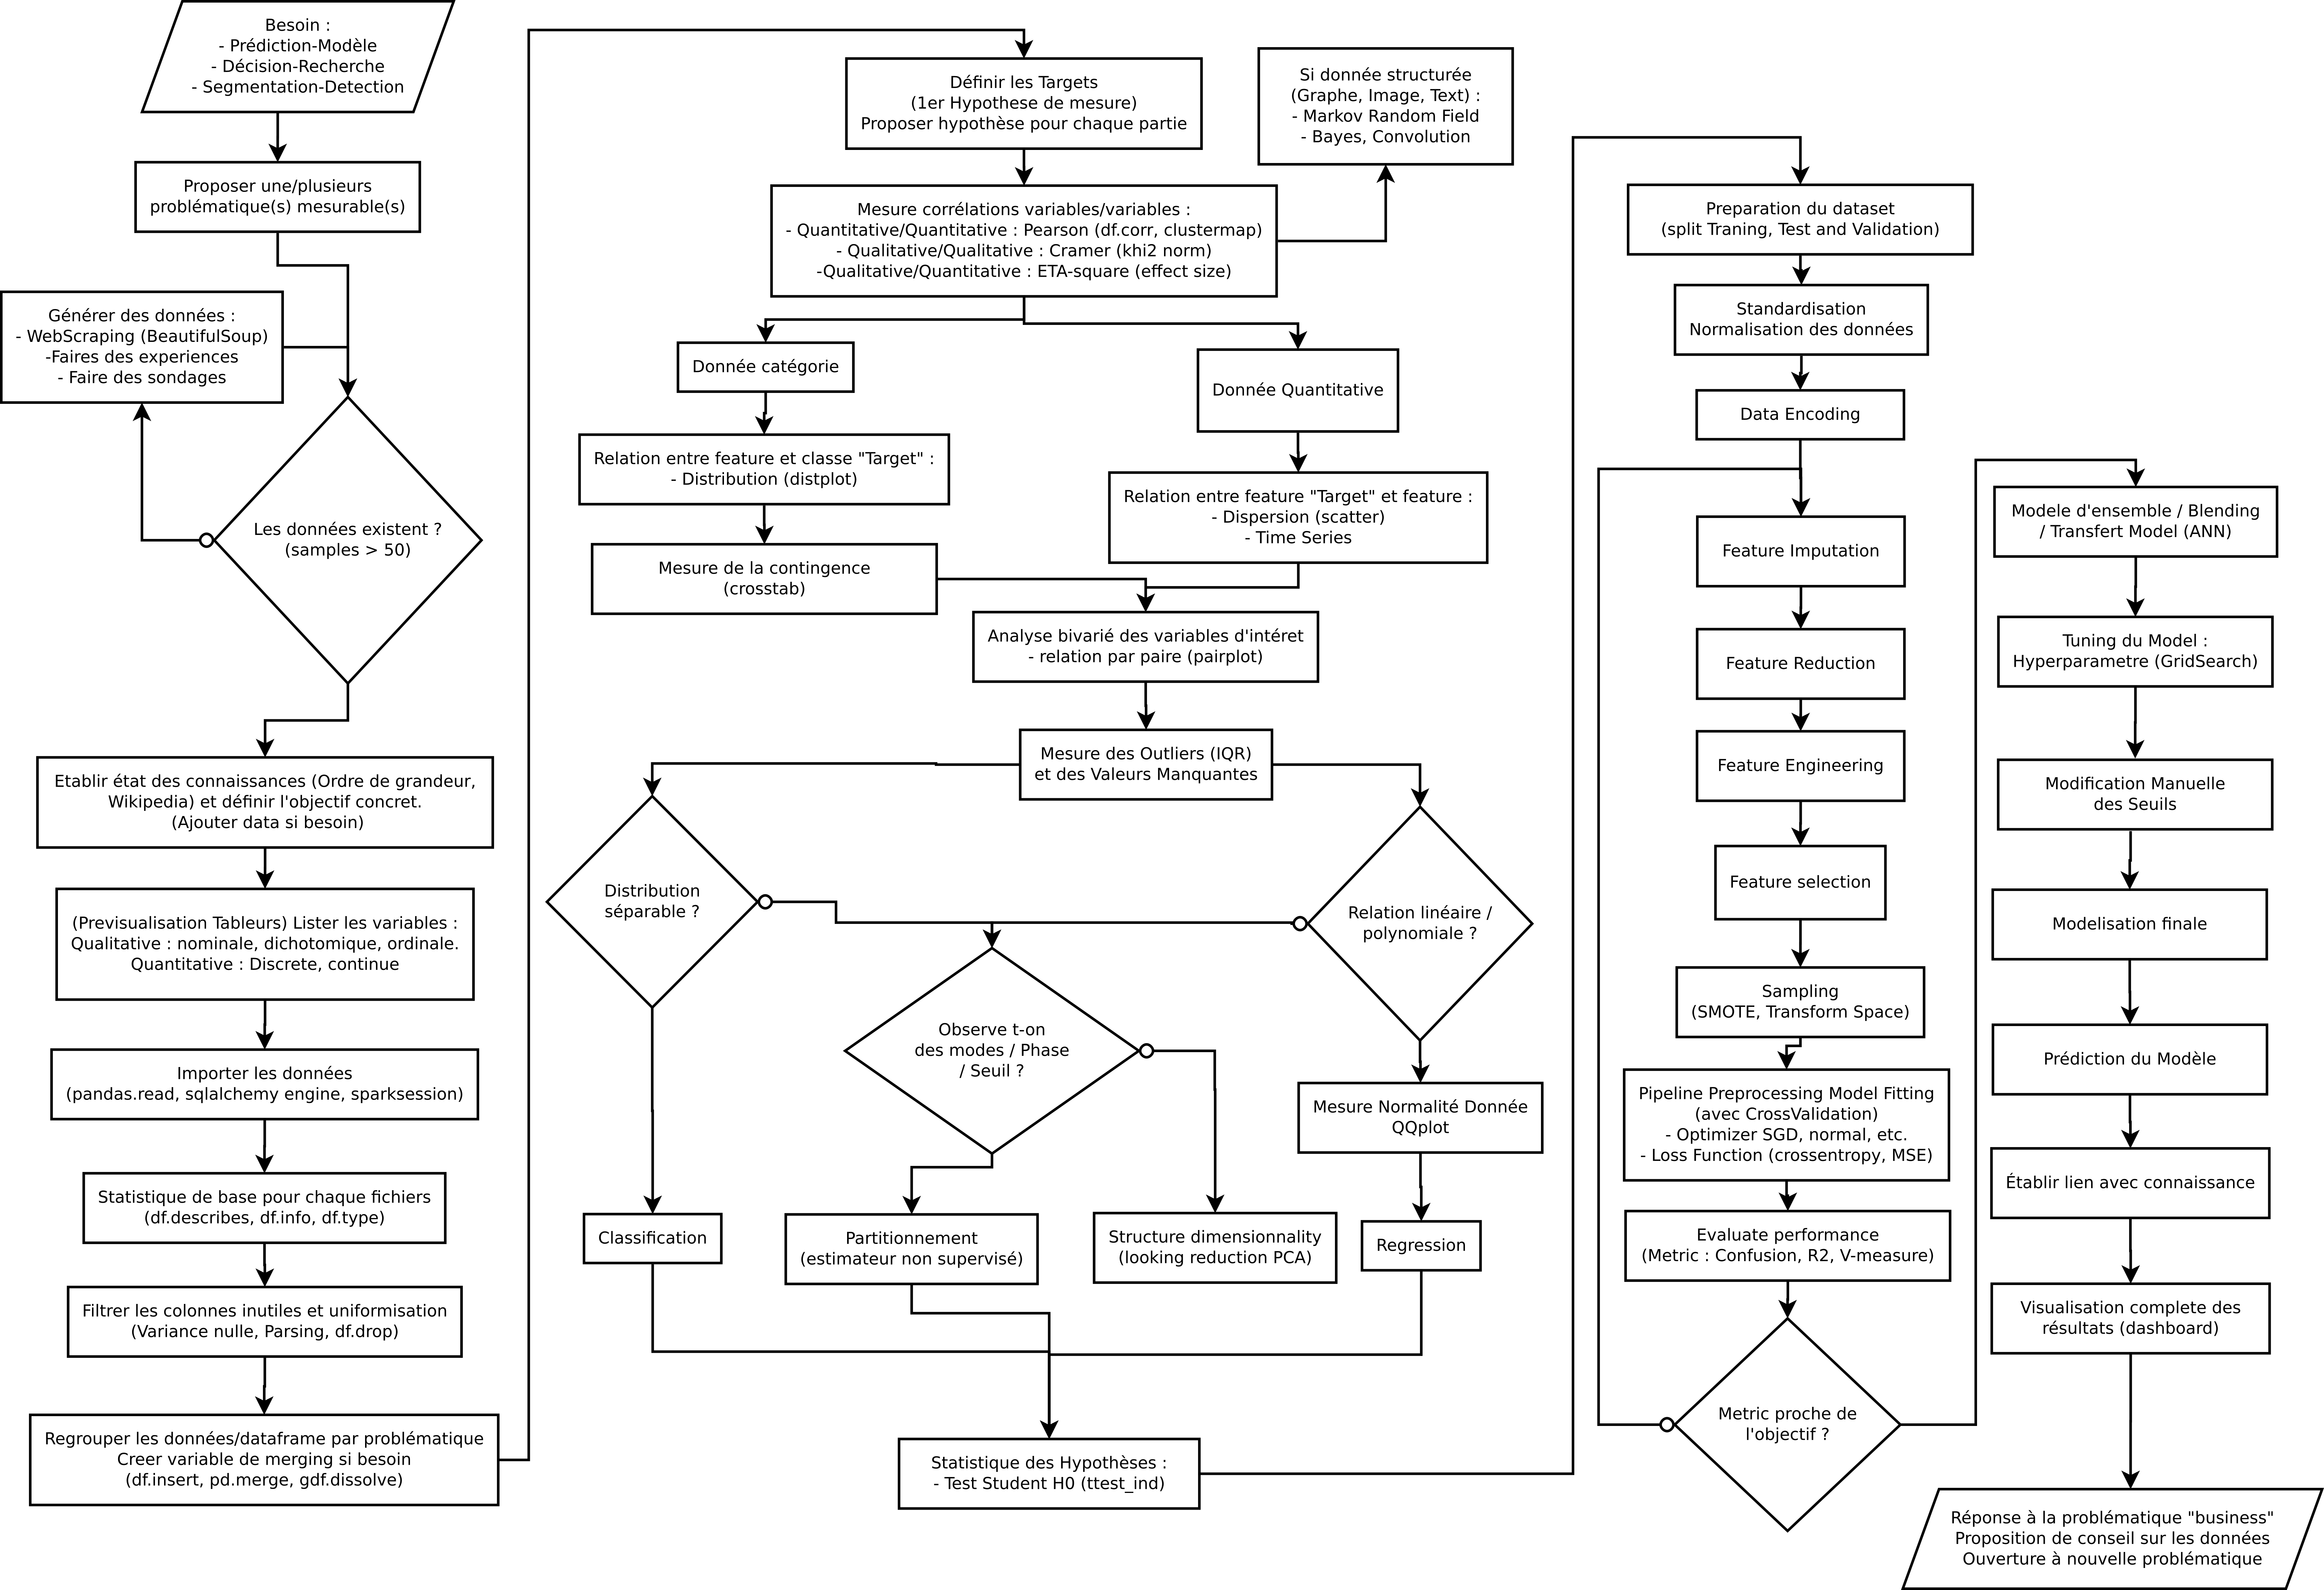 Besoin :
- Prédiction-Modèle
- Décision-Recherche
- Segmentation-Detection
Proposer une/plusieurs
problématique(s) mesurable(s)
Générer des données :
- WebScraping (BeautifulSoup)
-Faires des experiences
- Faire des sondages
Les données existent ?
(samples > 50)
Etablir état des connaissances (Ordre de grandeur,
Wikipedia) et définir l'objectif concret.
(Ajouter data si besoin)
(Previsualisation Tableurs) Lister les variables :
Qualitative : nominale, dichotomique, ordinale.
Quantitative : Discrete, continue
Importer les données
(pandas.read, sqlalchemy engine, sparksession)
Statistique de base pour chaque fichiers
(df.describes, df.info, df.type)
Filtrer les colonnes inutiles et uniformisation
(Variance nulle, Parsing, df.drop)
Regrouper les données/dataframe par problématique
Creer variable de merging si besoin
(df.insert, pd.merge, gdf.dissolve)
Définir les Targets
(1er Hypothese de mesure)
Proposer hypothèse pour chaque partie
Si donnée structurée
(Graphe, Image, Text) :
- Markov Random Field
- Bayes, Convolution
Mesure corrélations variables/variables :
- Quantitative/Quantitative : Pearson (df.corr, clustermap)
- Qualitative/Qualitative : Cramer (khi2 norm)
-Qualitative/Quantitative : ETA-square (effect size)
Donnée catégorie
Donnée Quantitative
Relation entre feature et classe "Target" :
- Distribution (distplot)
Relation entre feature "Target" et feature :
- Dispersion (scatter)
- Time Series
Mesure de la contingence
(crosstab)
Analyse bivarié des variables d'intéret
- relation par paire (pairplot)
Mesure des Outliers (IQR)
et des Valeurs Manquantes
Distribution
séparable ?
Relation linéaire /
polynomiale ?
Observe t-on
des modes / Phase
/ Seuil ?
Mesure Normalité Donnée
QQplot
Classification
Partitionnement
(estimateur non supervisé)
Structure dimensionnality
(looking reduction PCA)
Regression
Statistique des Hypothèses :
- Test Student H0 (ttest_ind)
Preparation du dataset
(split Traning, Test and Validation)
Standardisation
Normalisation des données
Data Encoding
Feature Imputation
Feature Reduction
Feature Engineering
Feature selection
Sampling
(SMOTE, Transform Space)
Pipeline Preprocessing Model Fitting
(avec CrossValidation)
- Optimizer SGD, normal, etc.
- Loss Function (crossentropy, MSE)
Evaluate performance
(Metric : Confusion, R2, V-measure)
Metric proche de
l'objectif ?
Modele d'ensemble / Blending
/ Transfert Model (ANN)
Tuning du Model :
Hyperparametre (GridSearch)
Modification Manuelle
des Seuils
Modelisation finale
Prédiction du Modèle
Établir lien avec connaissance
Visualisation complete des
résultats (dashboard)
Réponse à la problématique "business"
Proposition de conseil sur les données
Ouverture à nouvelle problématique